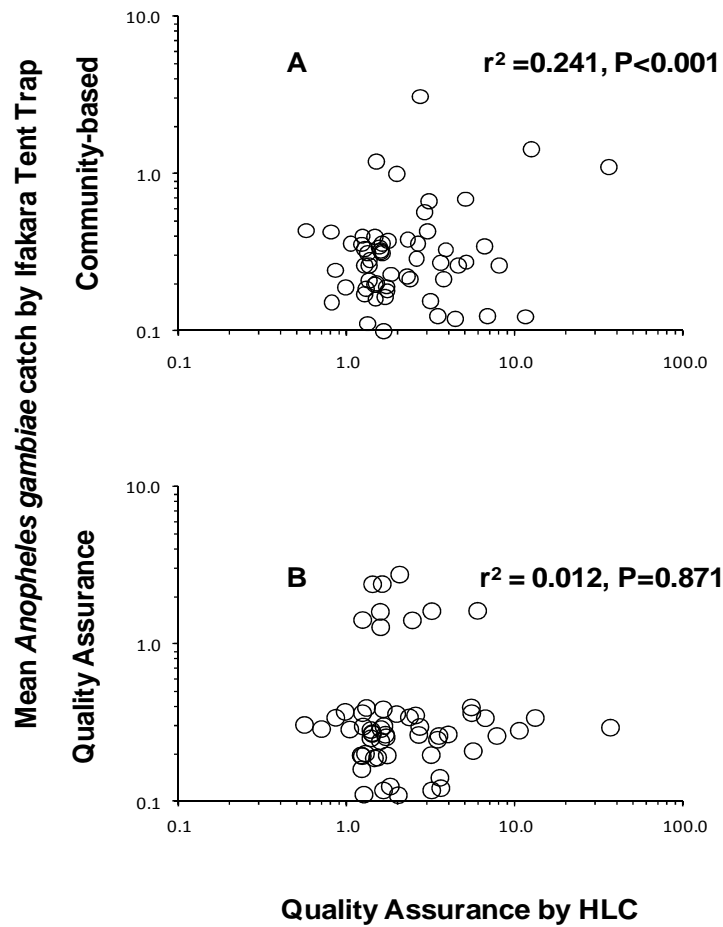 Mean Anopheles gambiae catch by Ifakara Tent Trap
Community-based
10.0
1.0
0.1
A
r² =0.241, P<0.001
0.1 1.0 10.0 100.0
Quality Assurance
10.0
1.0
0.1
B
r² = 0.012, P=0.871
0.1 1.0 10.0 100.0
Quality Assurance by HLC